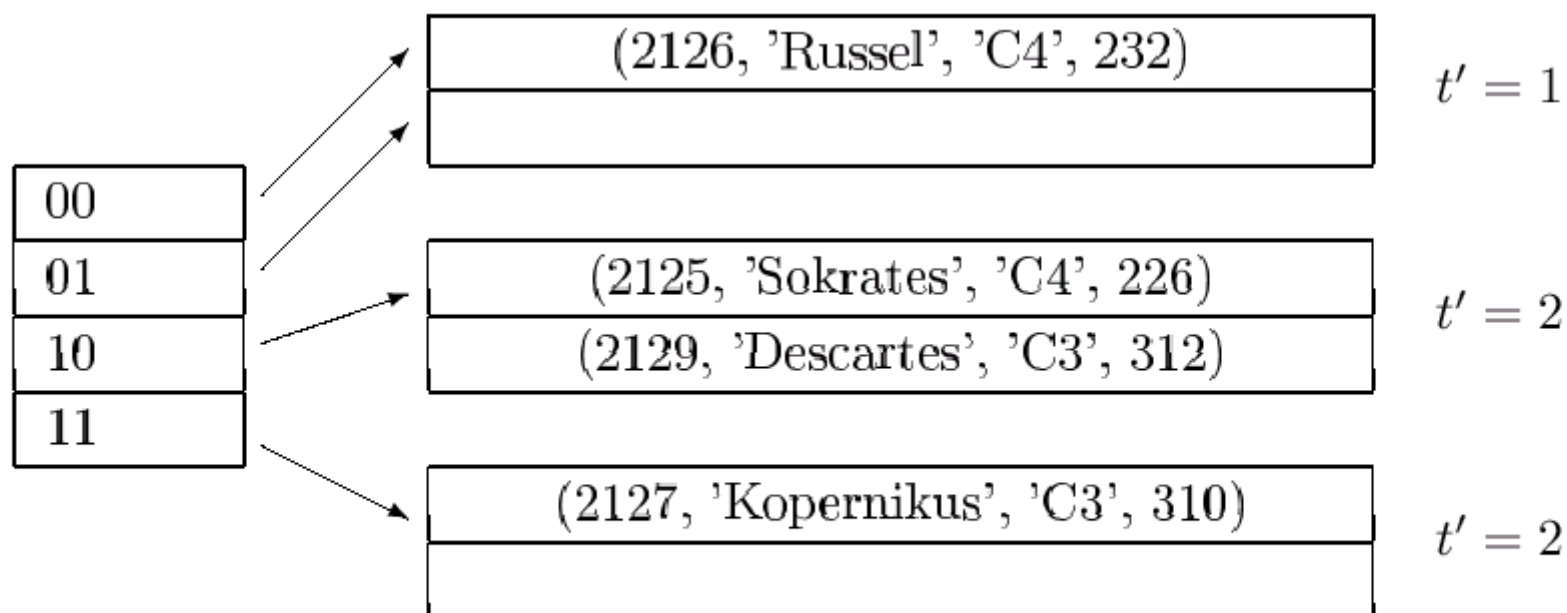 (2126, ’Russel’, ’C4’, 232)
t′ = 1
00
01
10
11
(2125, ’Sokrates’, ’C4’, 226)
(2129, ’Descartes’, ’C3’, 312)
t′ = 2
(2127, ’Kopernikus’, ’C3’, 310)
t′ = 2